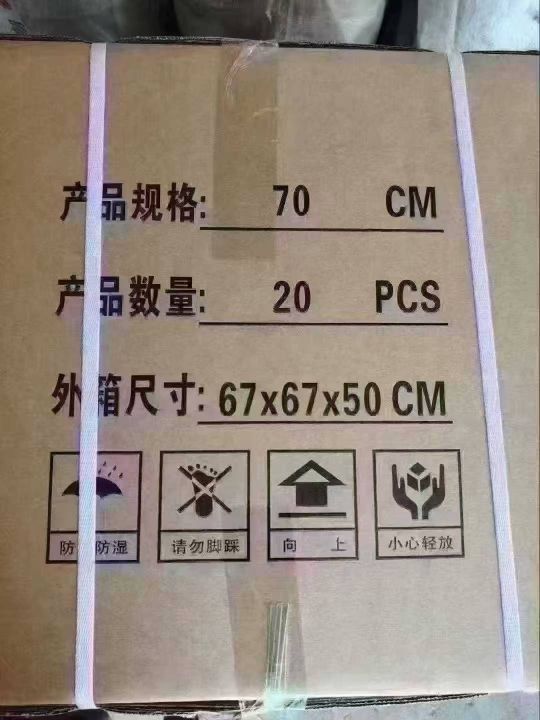 产品规格: 70 CM
产品数量: 20 PCS
外箱尺寸: 67x67x50 CM
防 防湿 请勿脚踩 向 上 小心轻放